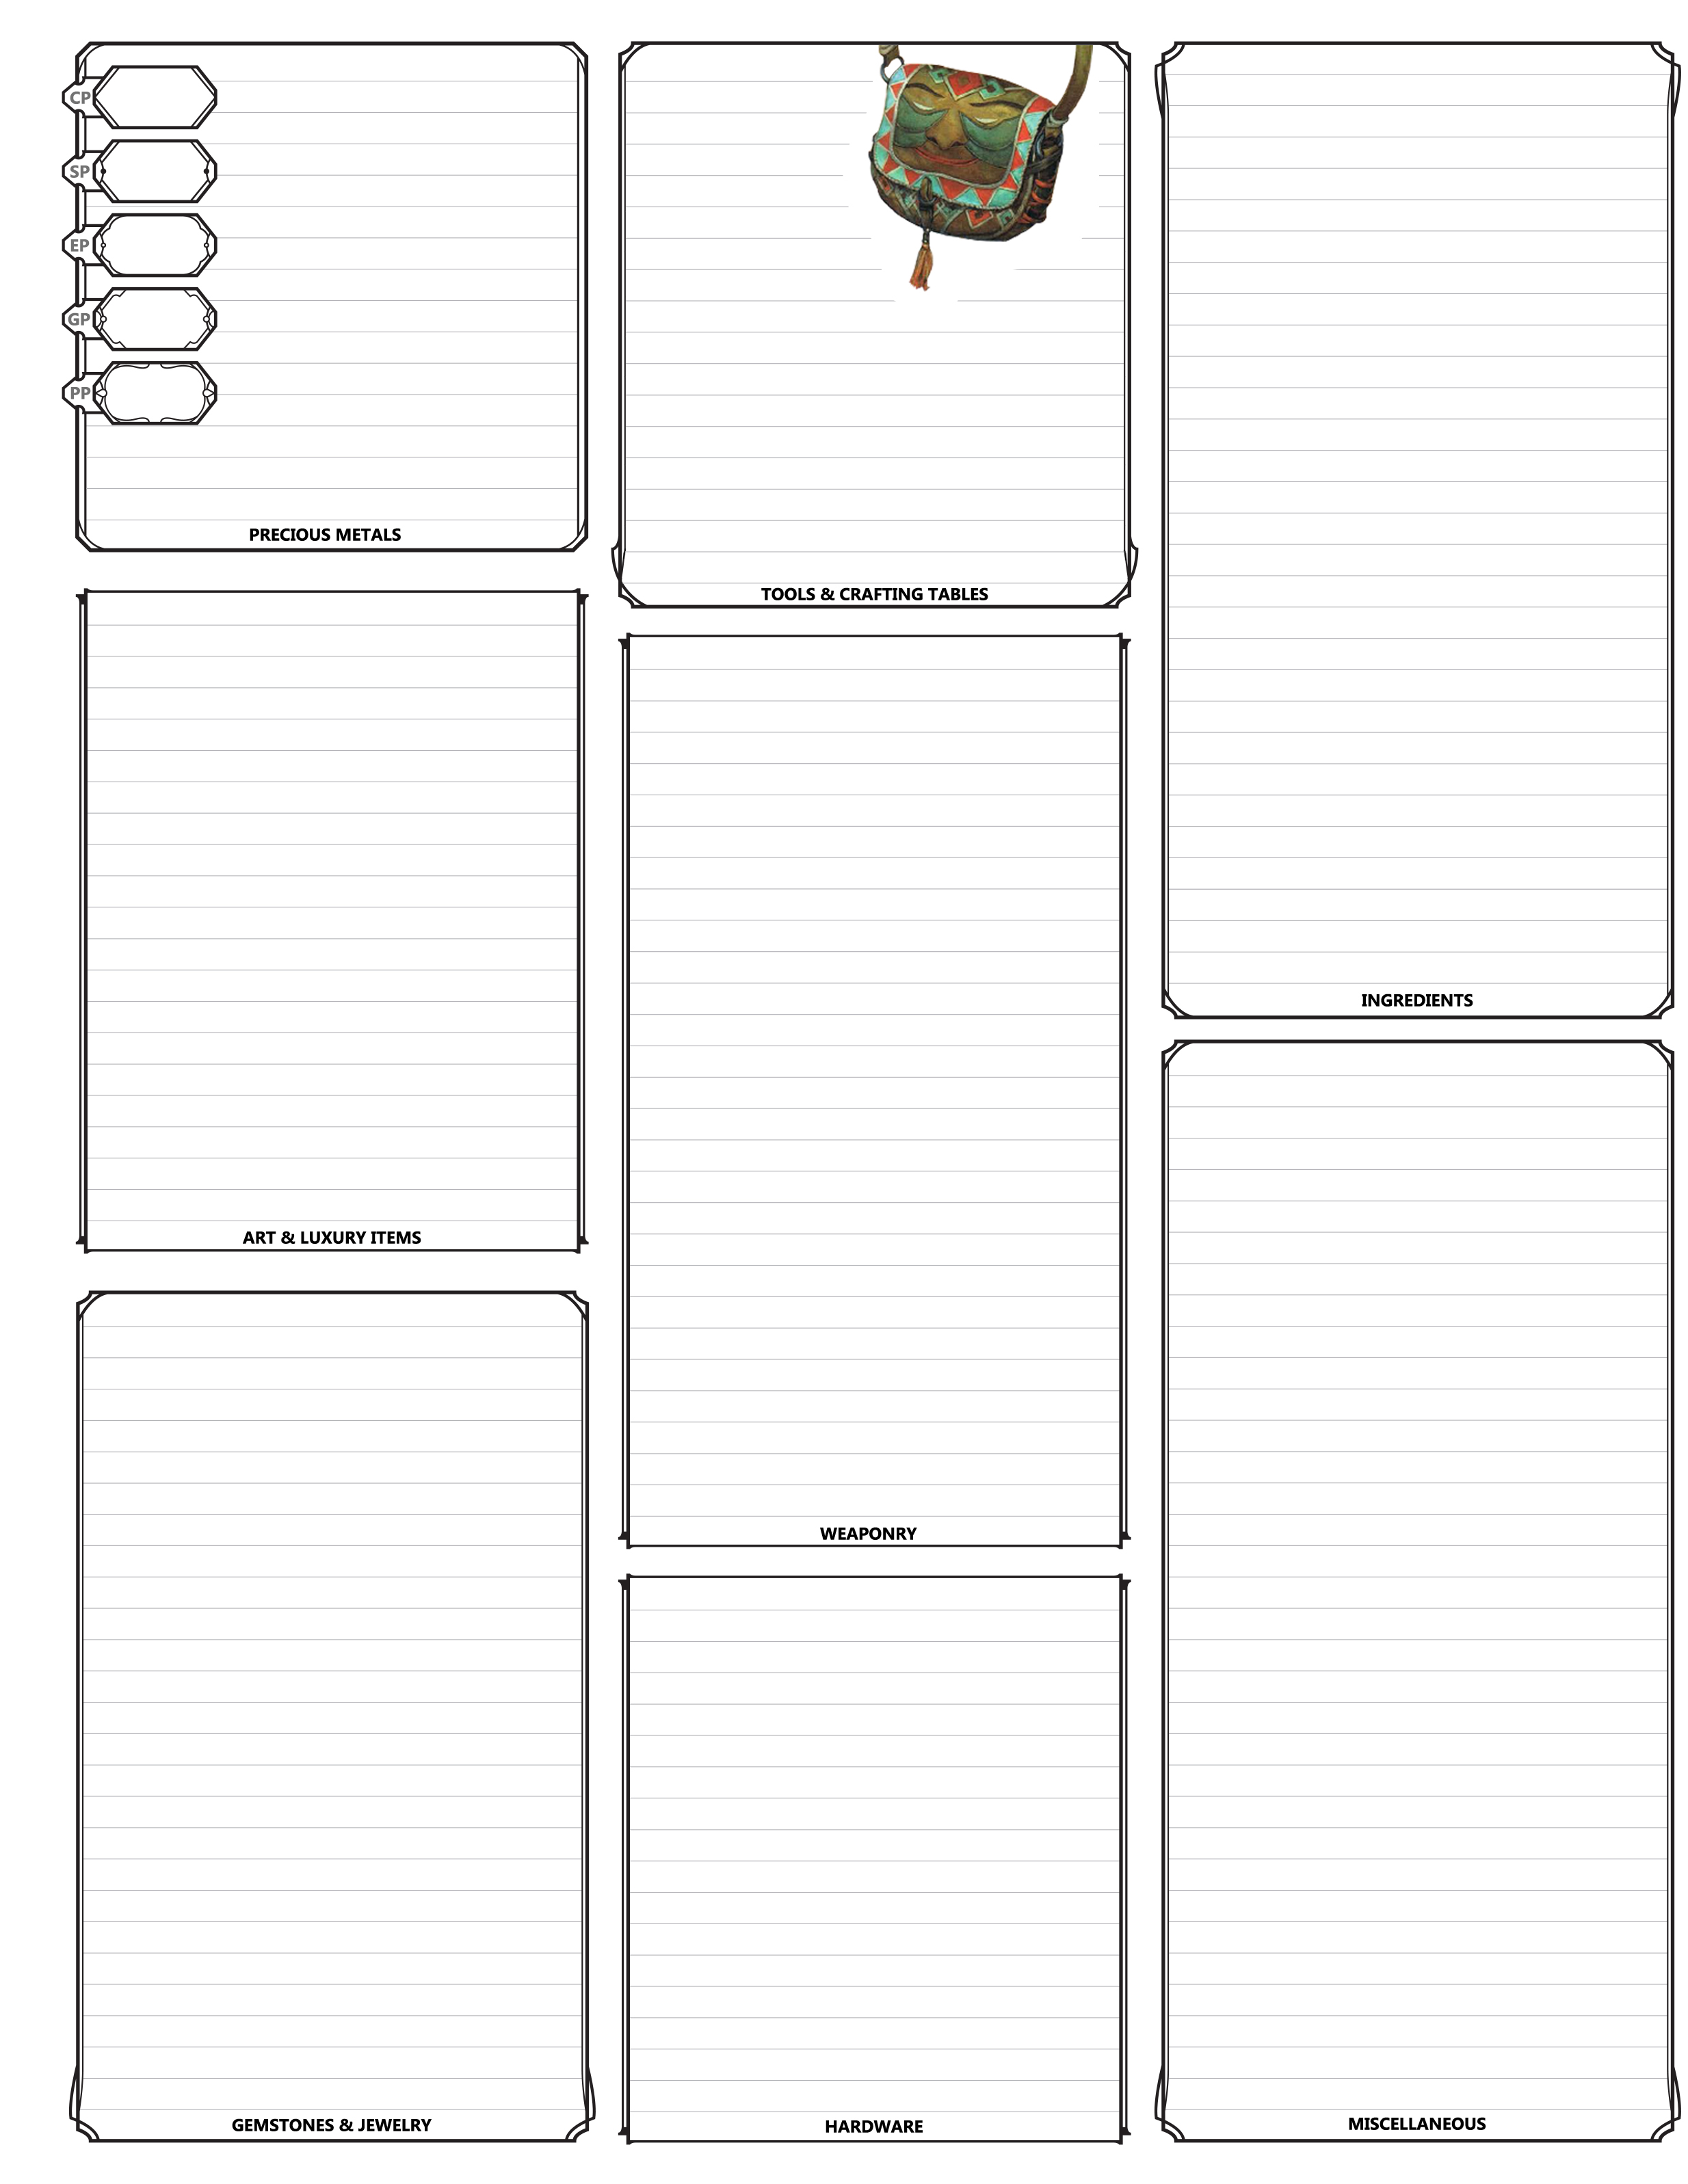 CP
SP
EP
GP
PP
PRECIOUS METALS
ART & LUXURY ITEMS
GEMSTONES & JEWELRY
TOOLS & CRAFTING TABLES
WEAPONRY
HARDWARE
INGREDIENTS
MISCELLANEOUS